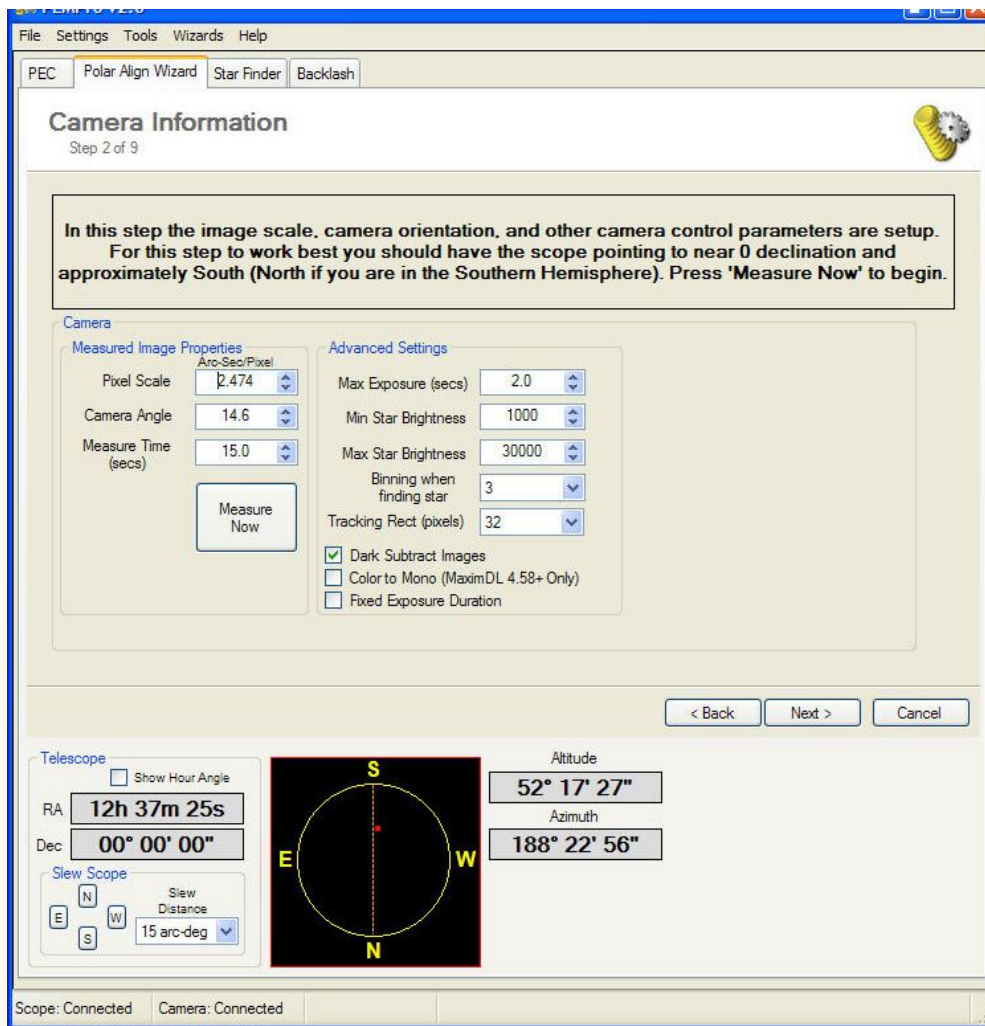 File Settings Tools Wizards Help
PEC Polar Align Wizard Star Finder Backlash
Camera Information
Step 2 of 9
In this step the image scale, camera orientation, and other camera control parameters are setup.
For this step to work best you should have the scope pointing to near 0 declination and
approximately South (North if you are in the Southern Hemisphere). Press 'Measure Now' to begin.
Camera
Measured Image Properties
Arc-Sec/Pixel
Pixel Scale 2.474
Camera Angle 14.6
Measure Time
(secs)
15.0
Measure
Now
Advanced Settings
Max Exposure (secs) 2.0
Min Star Brightness 1000
Max Star Brightness 30000
Binning when
finding star
3
Tracking Rect (pixels) 32
Dark Subtract Images
Color to Mono (MaximDL 4.58+ Only)
Fixed Exposure Duration
< Back Next > Cancel
Telescope
Show Hour Angle
RA 12h 37m 25s
Dec 00° 00' 00"
Slew Scope
N
E W
S
Slew
Distance
15 arc-deg
S
E W
N
Altitude
52° 17' 27"
Azimuth
188° 22' 56"
Scope: Connected Camera: Connected